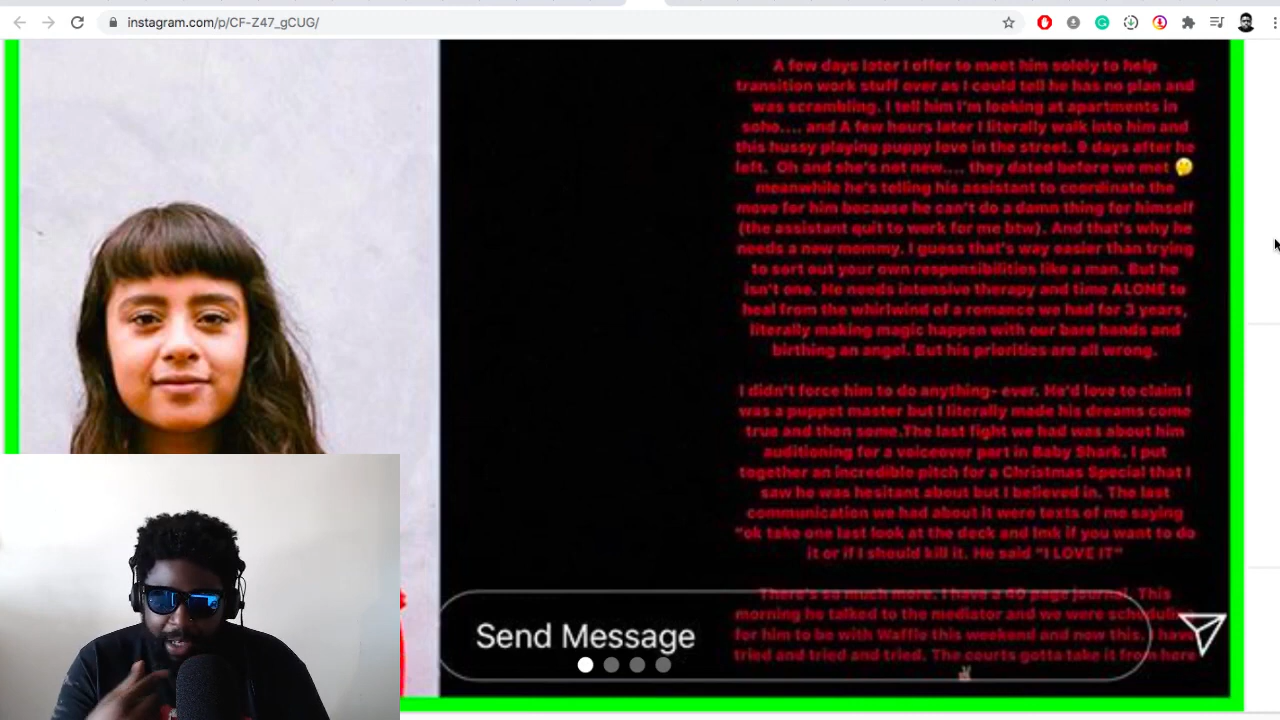 instagram.com/p/CF-Z47_gCUG/
A few days later I offer to meet him solely to help
transition work stuff over as I could tell he has no plan and
was scrambling. I tell him I'm looking at apartments in
soho.... and A few hours later I literally walk into him and
this hussy playing puppy love in the street. 9 days after he
left. Oh and she's not new.... they dated before we met 🤔
meanwhile he's telling his assistant to coordinate the
move for him because he can't do a damn thing for himself
(the assistant quit to work for me btw). And that's why he
needs a new mommy. I guess that's way easier than trying
to sort out your own responsibilities like a man. But he
isn't one. He needs intensive therapy and time ALONE to
heal from the whirlwind of a romance we had for 3 years,
literally making magic happen with our bare hands and
birthing an angel. But his priorities are all wrong.
I didn't force him to do anything- ever. He'd love to claim I
was a puppet master but I literally made his dreams come
true and then some.The last fight we had was about him
auditioning for a voiceover part in Baby Shark. I put
together an incredible pitch for a Christmas Special that I
saw he was hesitant about but I believed in. The last
communication we had about it were texts of me saying
"ok take one last look at the deck and lmk if you want to do
it or if I should kill it. He said "I LOVE IT"
There's so much more. I have a 40 page journal. This
morning he talked to the mediator and we were scheduling
for him to be with Waffle this weekend and now this. I have
tried and tried and tried. The courts gotta take it from here
✌🏼
Send Message